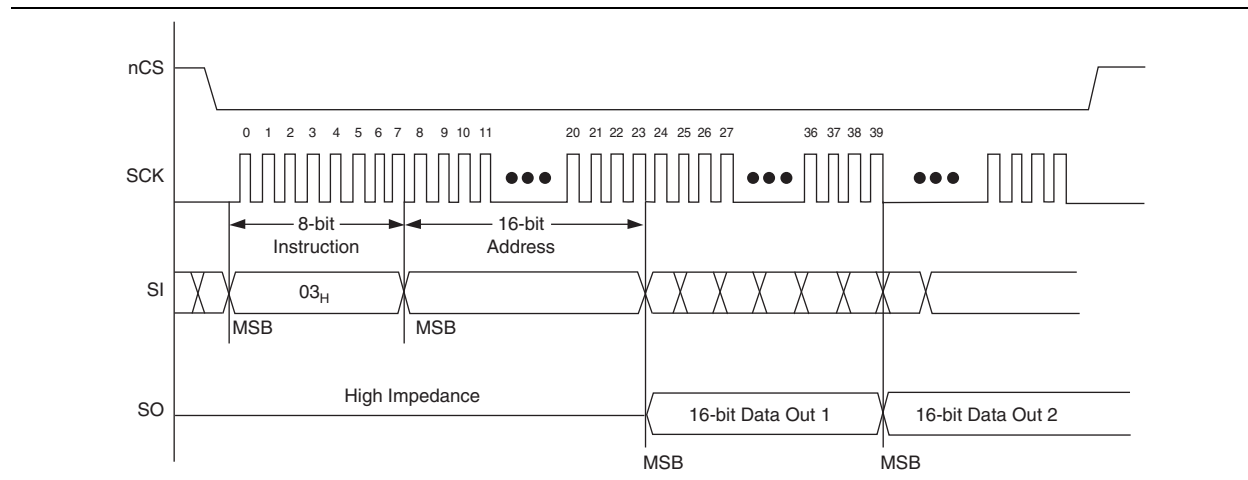 nCS
0 1 2 3 4 5 6 7 8 9 10 11 20 21 22 23 24 25 26 27 36 37 38 39
SCK
8-bit
Instruction
16-bit
Address
SI
03H
MSB
MSB
High Impedance
SO
16-bit Data Out 1
16-bit Data Out 2
MSB
MSB